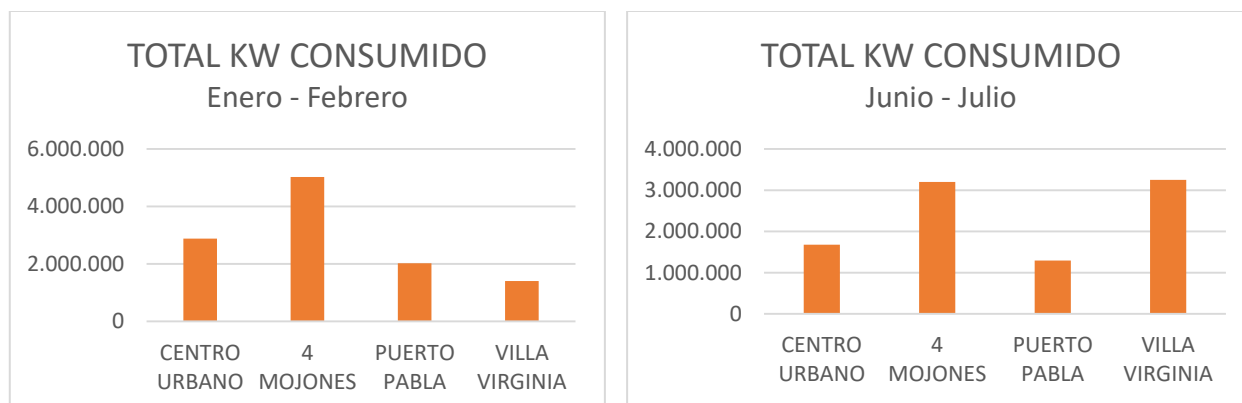 TOTAL KW CONSUMIDO
Enero - Febrero
6.000.000
4.000.000
2.000.000
0
CENTRO URBANO
4 MOJONES
PUERTO PABLA
VILLA VIRGINIA
TOTAL KW CONSUMIDO
Junio - Julio
4.000.000
3.000.000
2.000.000
1.000.000
0
CENTRO URBANO
4 MOJONES
PUERTO PABLA
VILLA VIRGINIA